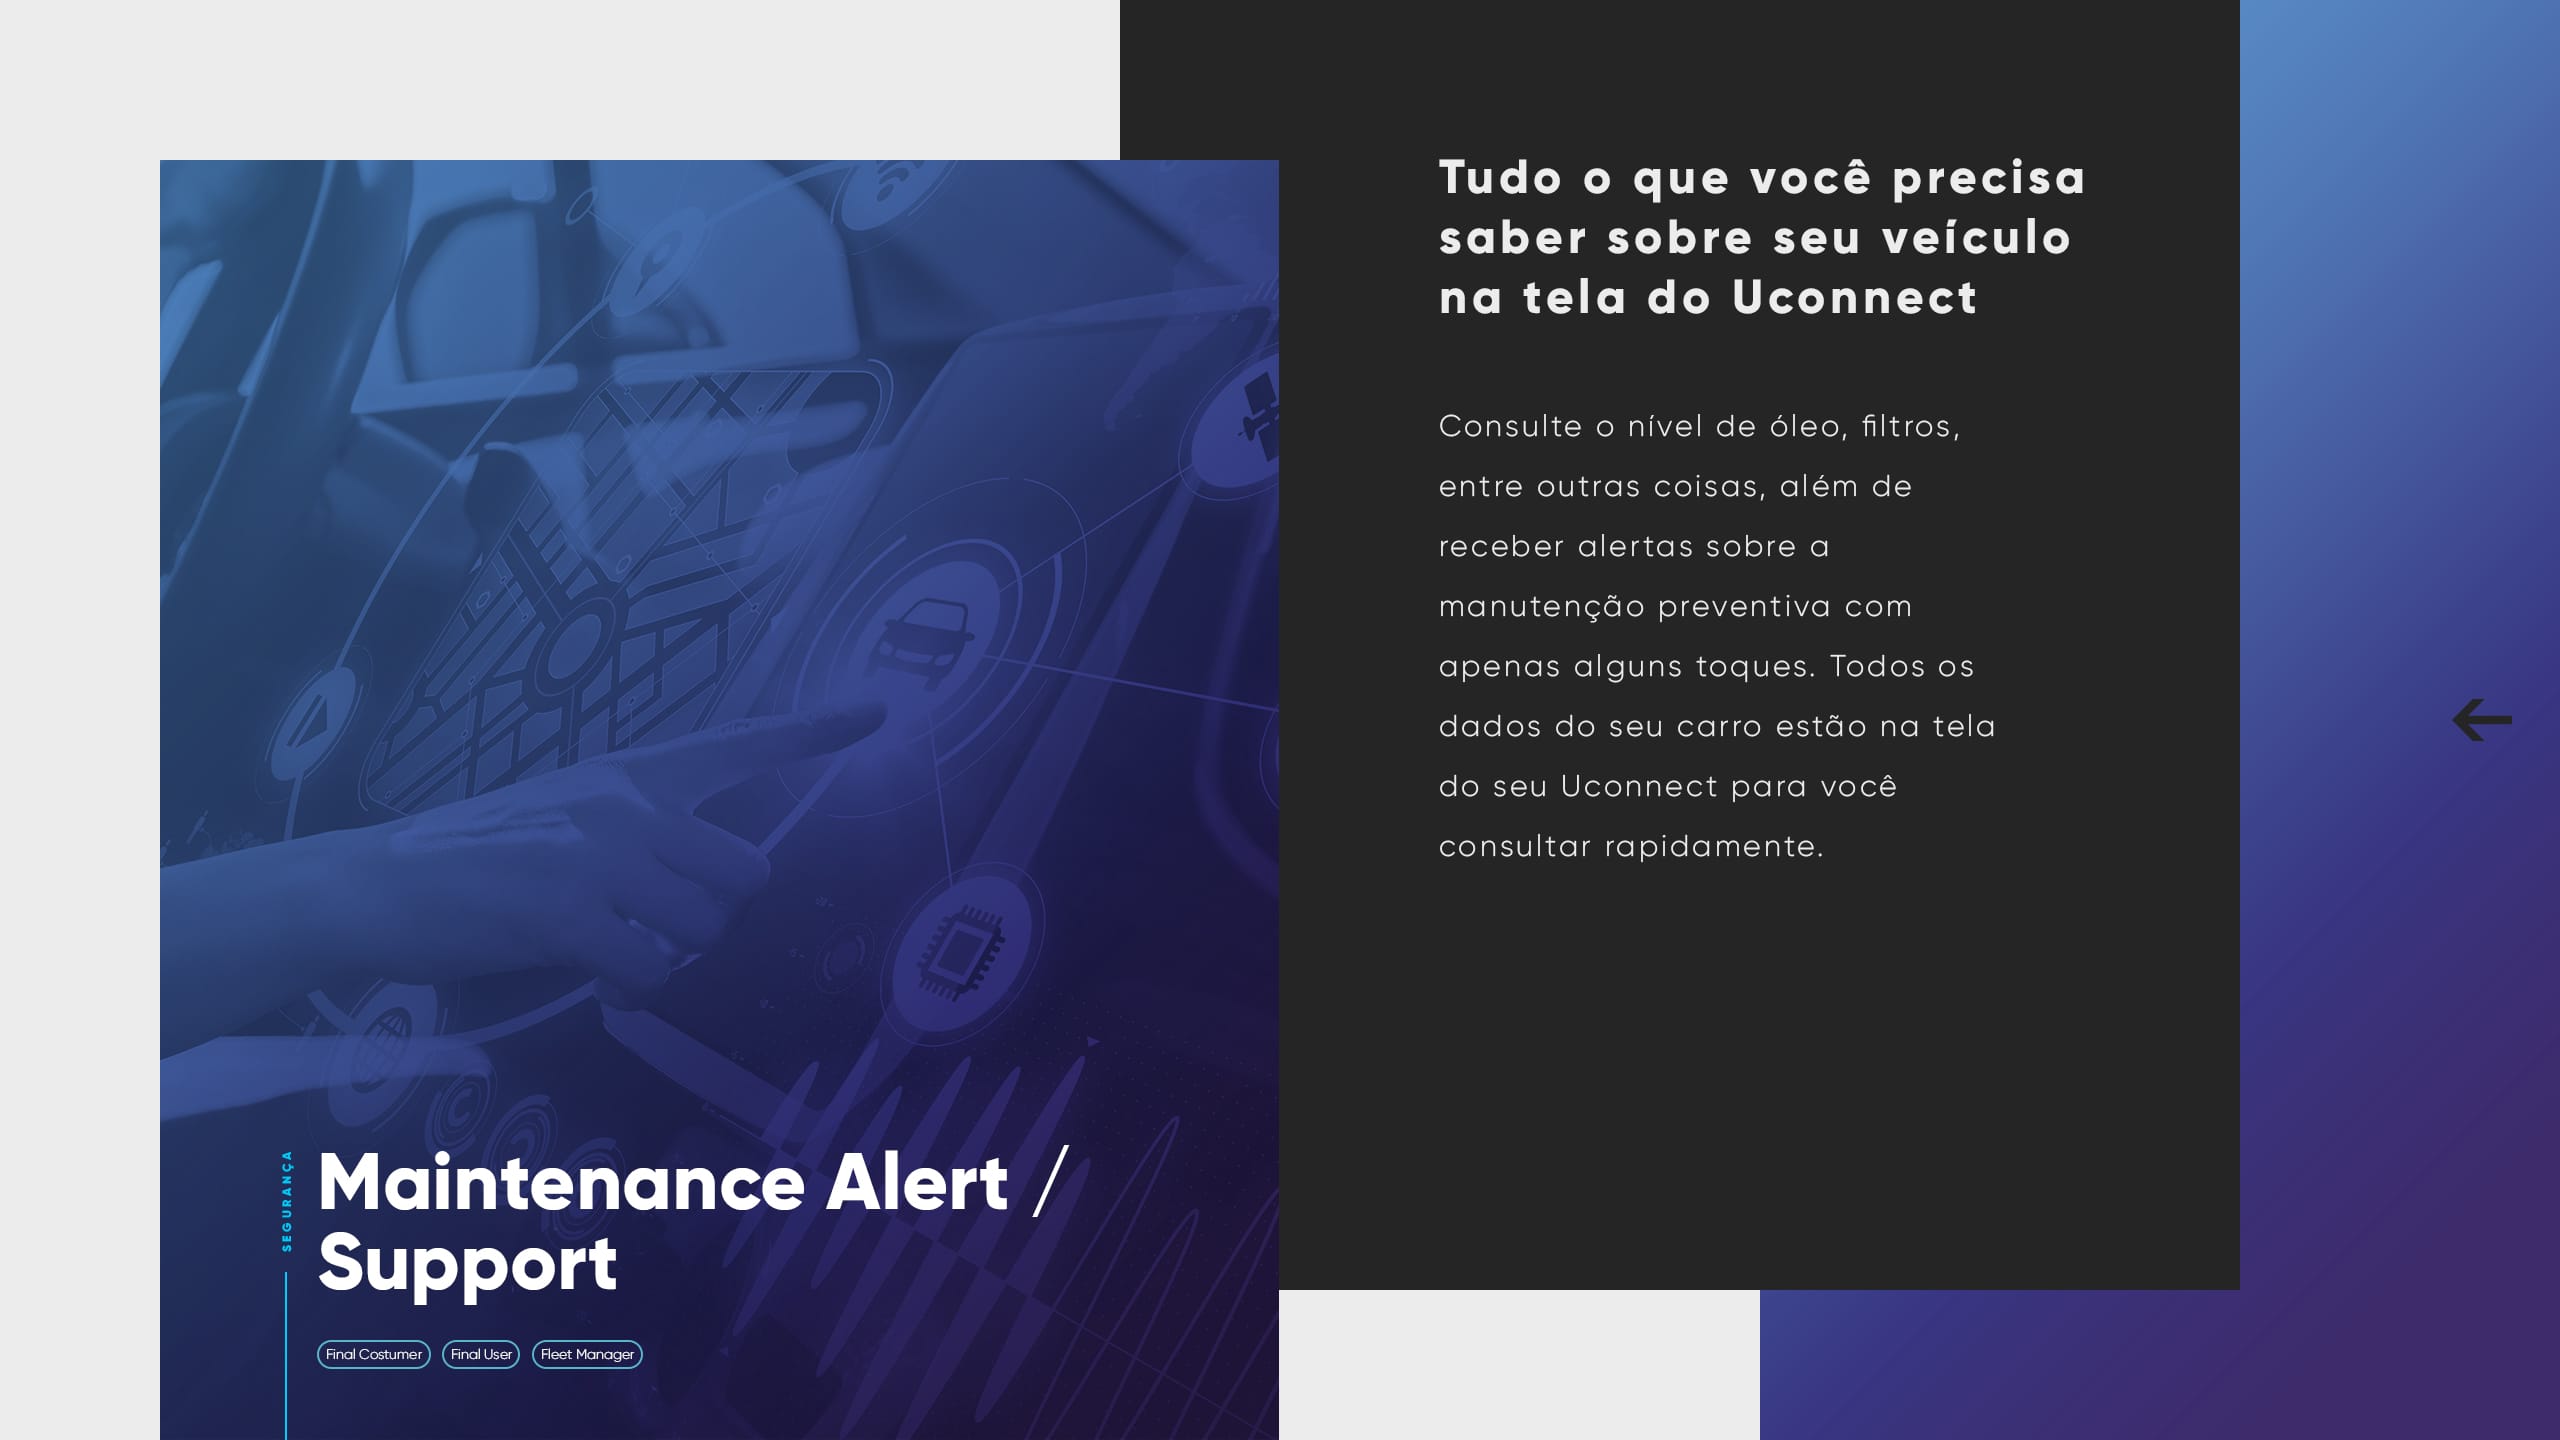 SEGURANÇA
Maintenance Alert /
Support
Final Costumer
Final User
Fleet Manager
Tudo o que você precisa
saber sobre seu veículo
na tela do Uconnect
Consulte o nível de óleo, filtros,
entre outras coisas, além de
receber alertas sobre a
manutenção preventiva com
apenas alguns toques. Todos os
dados do seu carro estão na tela
do seu Uconnect para você
consultar rapidamente.